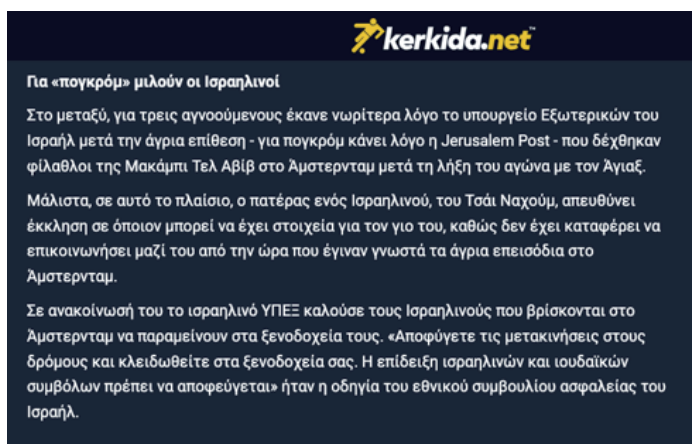 kerkida.net™
Για «πογκρόμ» μιλούν οι Ισραηλινοί
Στο μεταξύ, για τρεις αγνοούμενους έκανε νωρίτερα λόγο το υπουργείο Εξωτερικών του
Ισραήλ μετά την άγρια επίθεση - για πογκρόμ κάνει λόγο η Jerusalem Post - που δέχθηκαν
φίλαθλοι της Μακάμπι Τελ Αβίβ στο Άμστερνταμ μετά τη λήξη του αγώνα με τον Άγιαξ.
Μάλιστα, σε αυτό το πλαίσιο, ο πατέρας ενός Ισραηλινού, του Τσάι Ναχούμ, απευθύνει
έκκληση σε όποιον μπορεί να έχει στοιχεία για τον γιο του, καθώς δεν έχει καταφέρει να
επικοινωνήσει μαζί του από την ώρα που έγιναν γνωστά τα άγρια επεισόδια στο
Άμστερνταμ.
Σε ανακοίνωσή του το ισραηλινό ΥΠΕΞ καλούσε τους Ισραηλινούς που βρίσκονται στο
Άμστερνταμ να παραμείνουν στα ξενοδοχεία τους. «Αποφύγετε τις μετακινήσεις στους
δρόμους και κλειδωθείτε στα ξενοδοχεία σας. Η επίδειξη ισραηλινών και ιουδαϊκών
συμβόλων πρέπει να αποφεύγεται» ήταν η οδηγία του εθνικού συμβουλίου ασφαλείας του
Ισραήλ.